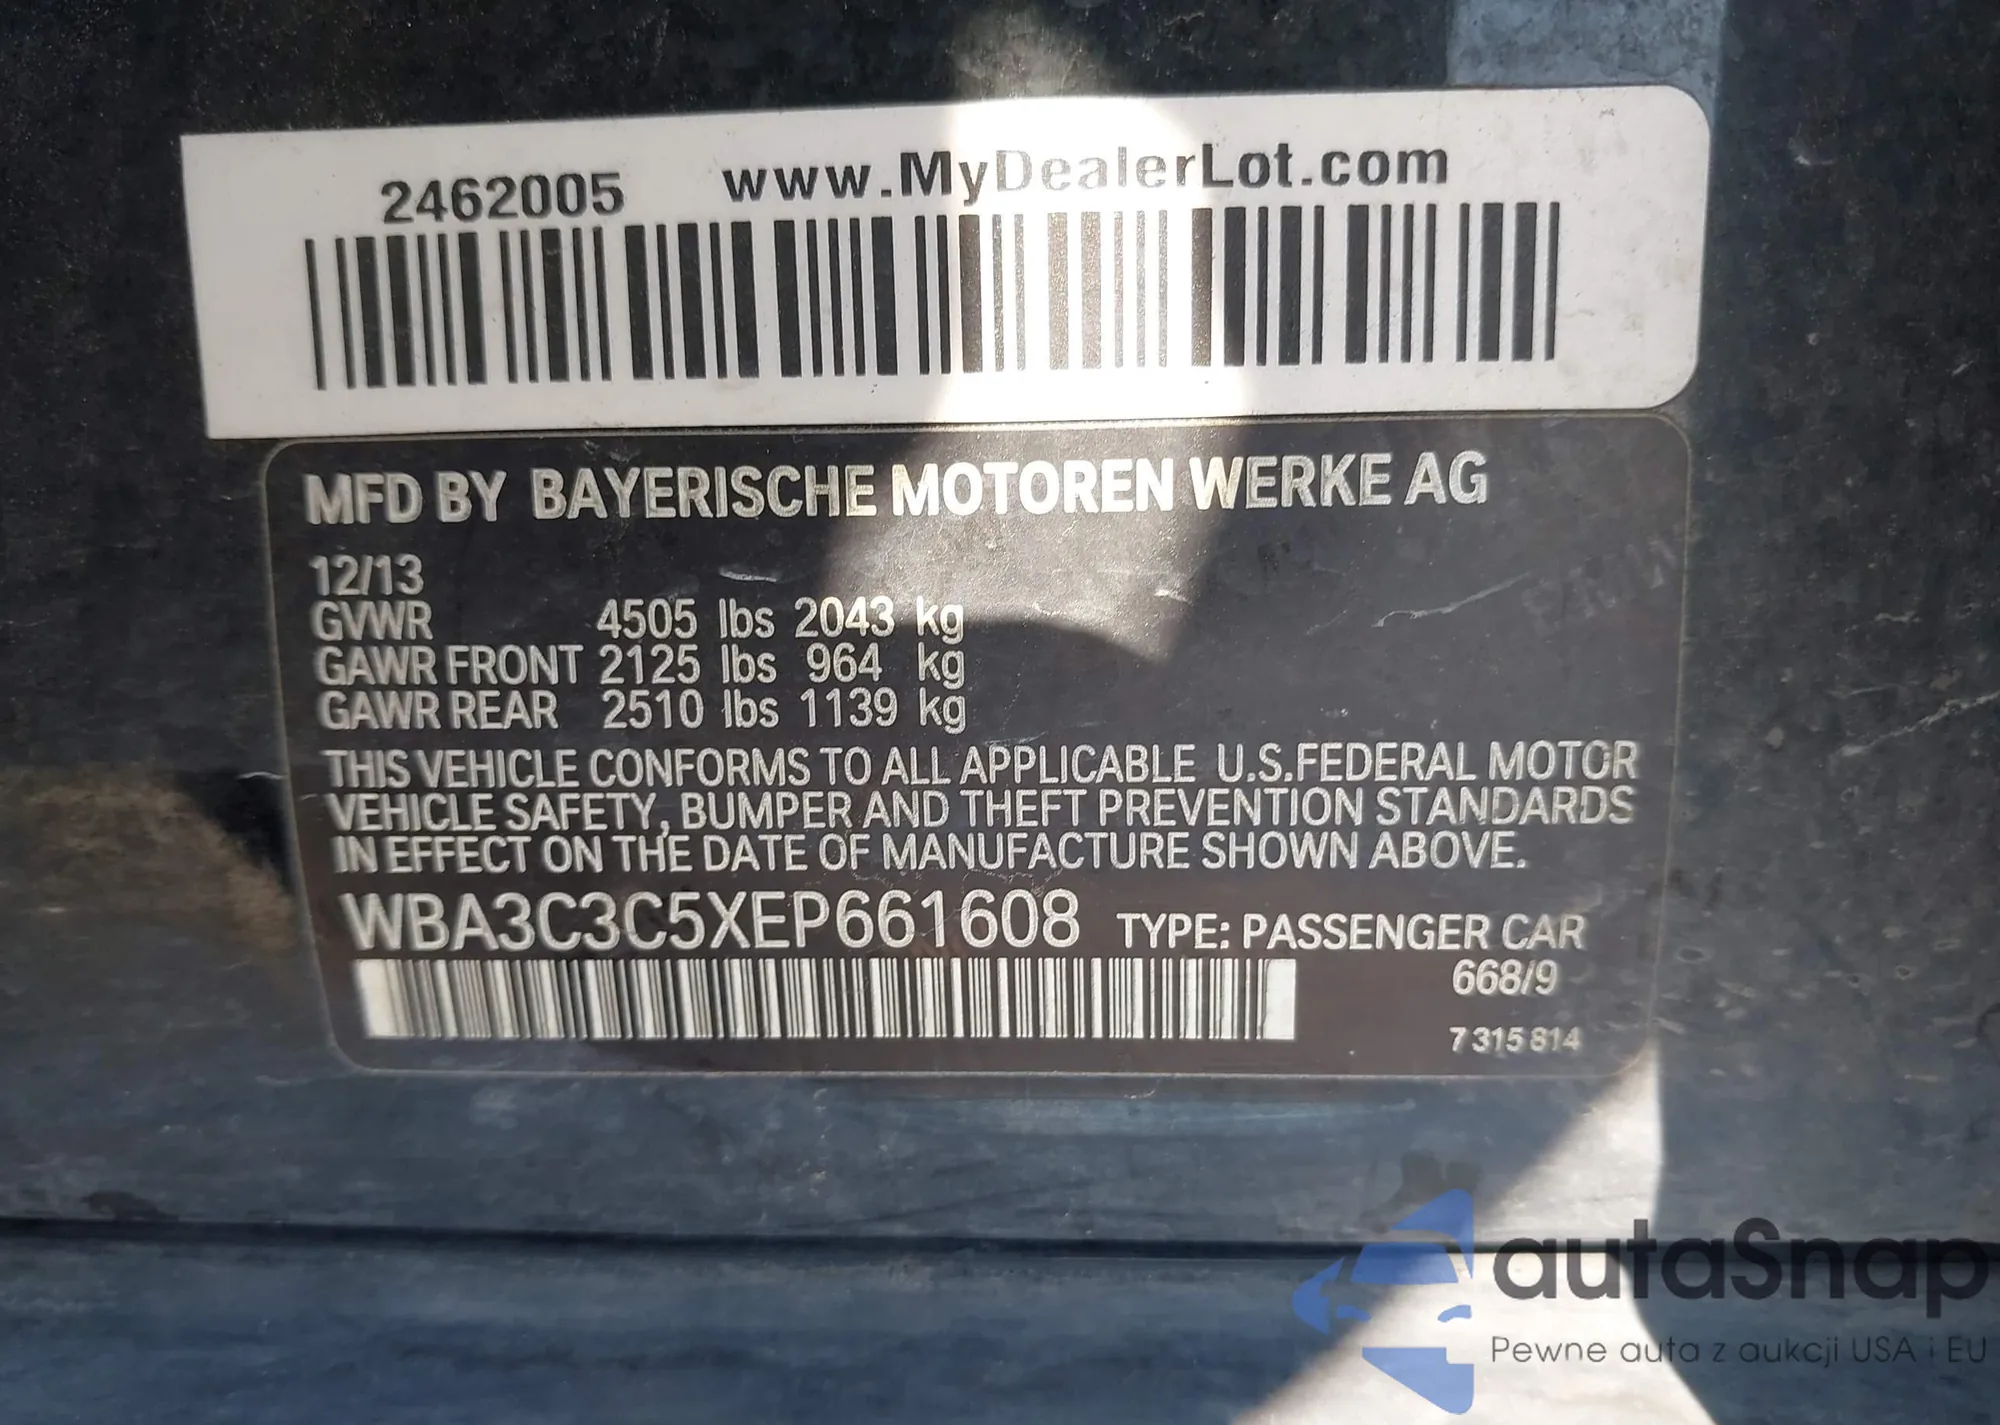 2462005 www.MyDealerLot.com
MFD BY BAYERISCHE MOTOREN WERKE AG
12/13
GVWR 4505 lbs 2043 kg
GAWR FRONT 2125 lbs 964 kg
GAWR REAR 2510 lbs 1139 kg
THIS VEHICLE CONFORMS TO ALL APPLICABLE U.S.FEDERAL MOTOR
VEHICLE SAFETY, BUMPER AND THEFT PREVENTION STANDARDS
IN EFFECT ON THE DATE OF MANUFACTURE SHOWN ABOVE.
WBA3C3C5XEP661608 TYPE: PASSENGER CAR
668/9
7 315 814
autaSnap
Pewne auta z aukcji USA i EU